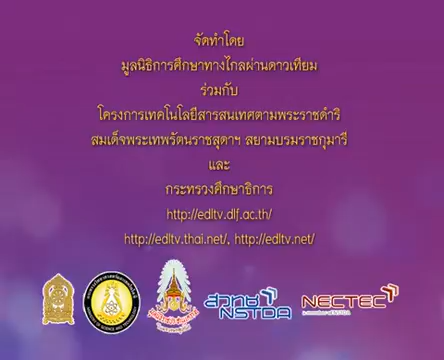 จัดทำโดย
มูลนิธิการศึกษาทางไกลผ่านดาวเทียม
ร่วมกับ
โครงการเทคโนโลยีสารสนเทศตามพระราชดำริ
สมเด็จพระเทพรัตนราชสุดาฯ สยามบรมราชกุมารี
และ
กระทรวงศึกษาธิการ
http://edltv.dlf.ac.th/
http://edltv.thai.net/, http://edltv.net/
สวทช
NSTDA
NECTEC
a member of NSTDA